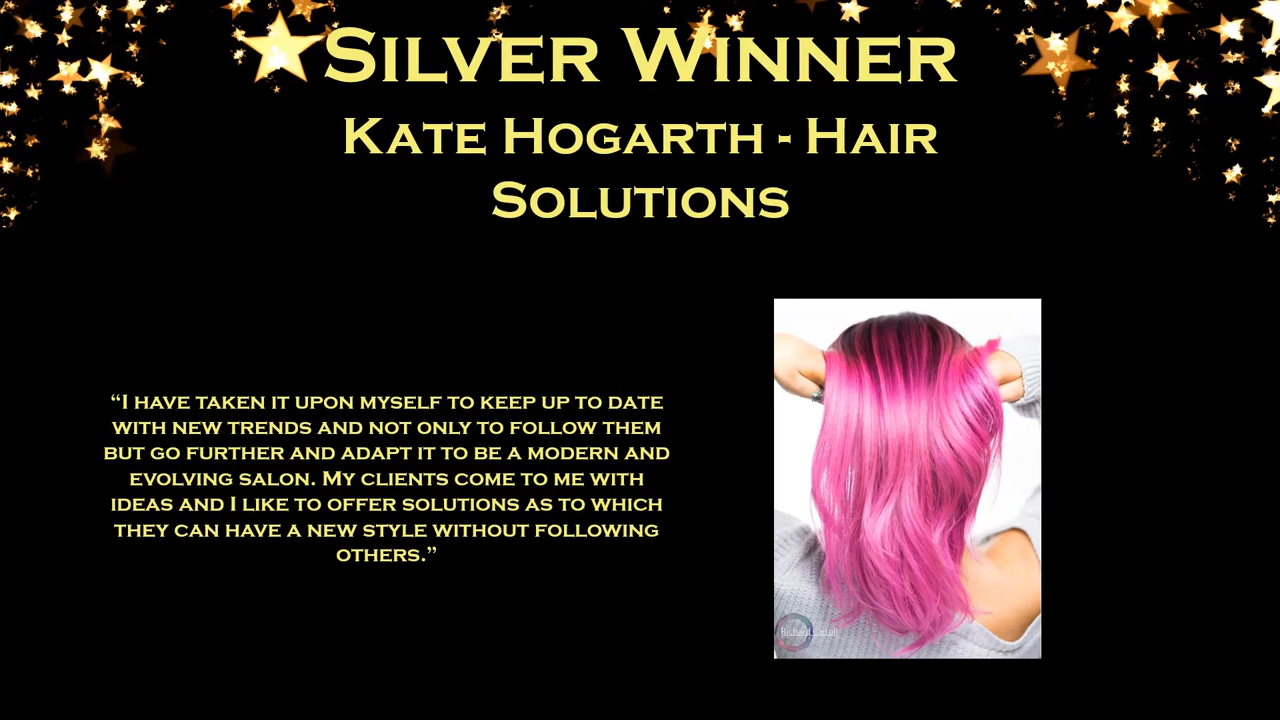 Silver Winner
Kate Hogarth - Hair
Solutions
“I have taken it upon myself to keep up to date
with new trends and not only to follow them
but go further and adapt it to be a modern and
evolving salon. My clients come to me with
ideas and I like to offer solutions as to which
they can have a new style without following
others.”
Richard Carroll